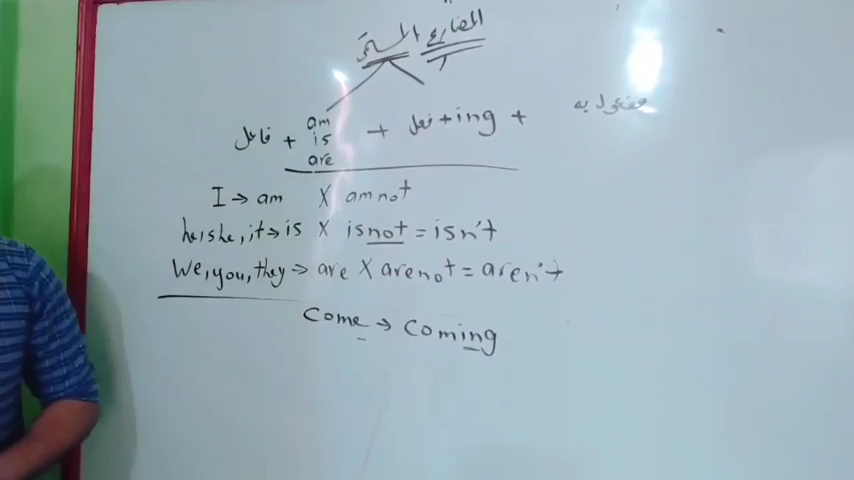 المضارع المستمر
فاعل + am is are + فعل + ing + مفعول به
I → am X am not
he, she, it → is X is not = isn't
We, you, they → are X are not = aren't
Come → Coming